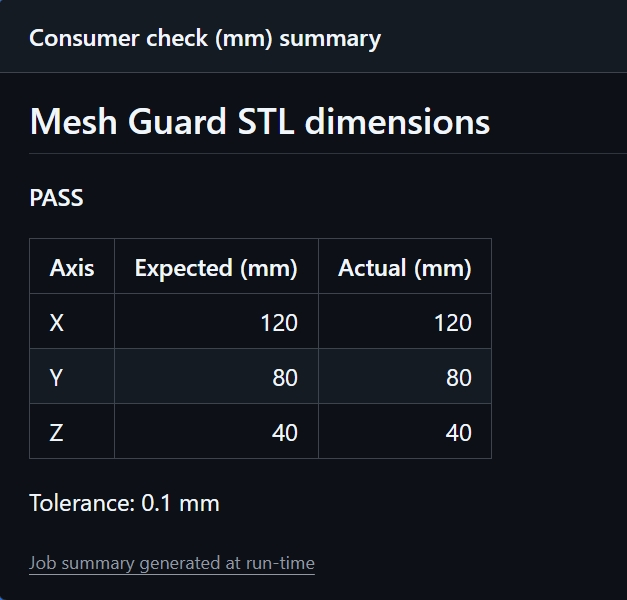 Consumer check (mm) summary
Mesh Guard STL dimensions
PASS
Axis Expected (mm) Actual (mm)
X 120 120
Y 80 80
Z 40 40
Tolerance: 0.1 mm
Job summary generated at run-time